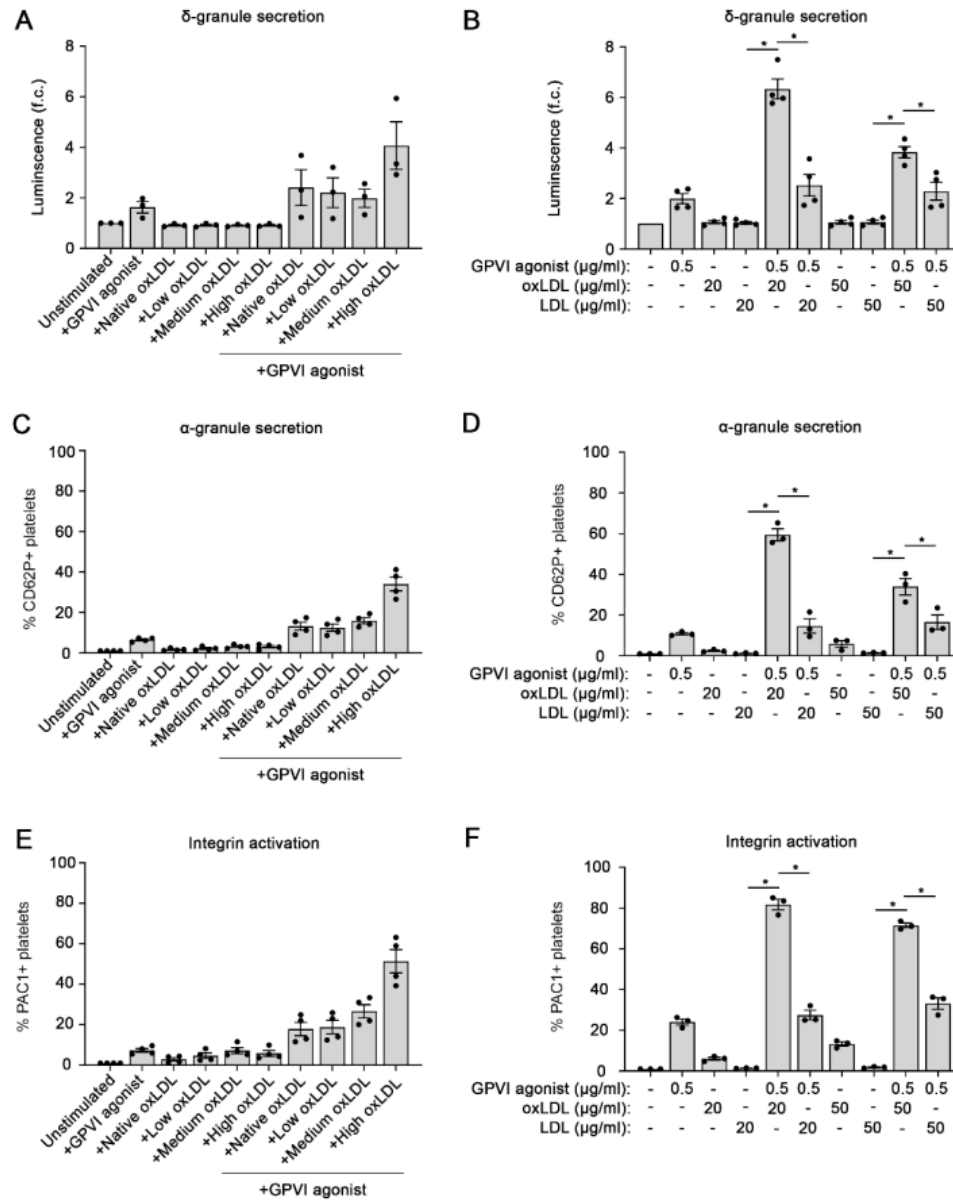 A
δ-granule secretion
Luminscence (f.c.)
8
6
4
2
0
Unstimulated
+GPVI agonist
+Native oxLDL
+Low oxLDL
+Medium oxLDL
+High oxLDL
+Native oxLDL
+Low oxLDL
+Medium oxLDL
+High oxLDL
+GPVI agonist
B
δ-granule secretion
Luminscence (f.c.)
8
6
4
2
0
* * * *
GPVI agonist (µg/ml): - 0.5 - - 0.5 0.5 - - 0.5 0.5
oxLDL (µg/ml): - - 20 - 20 - 50 - 50 -
LDL (µg/ml): - - - 20 - 20 - 50 - 50
C
α-granule secretion
% CD62P+ platelets
100
80
60
40
20
0
Unstimulated
+GPVI agonist
+Native oxLDL
+Low oxLDL
+Medium oxLDL
+High oxLDL
+Native oxLDL
+Low oxLDL
+Medium oxLDL
+High oxLDL
+GPVI agonist
D
α-granule secretion
% CD62P+ platelets
100
80
60
40
20
0
* * * *
GPVI agonist (µg/ml): - 0.5 - - 0.5 0.5 - - 0.5 0.5
oxLDL (µg/ml): - - 20 - 20 - 50 - 50 -
LDL (µg/ml): - - - 20 - 20 - 50 - 50
E
Integrin activation
% PAC1+ platelets
100
80
60
40
20
0
Unstimulated
+GPVI agonist
+Native oxLDL
+Low oxLDL
+Medium oxLDL
+High oxLDL
+Native oxLDL
+Low oxLDL
+Medium oxLDL
+High oxLDL
+GPVI agonist
F
Integrin activation
% PAC1+ platelets
100
80
60
40
20
0
* * * *
GPVI agonist (µg/ml): - 0.5 - - 0.5 0.5 - - 0.5 0.5
oxLDL (µg/ml): - - 20 - 20 - 50 - 50 -
LDL (µg/ml): - - - 20 - 20 - 50 - 50